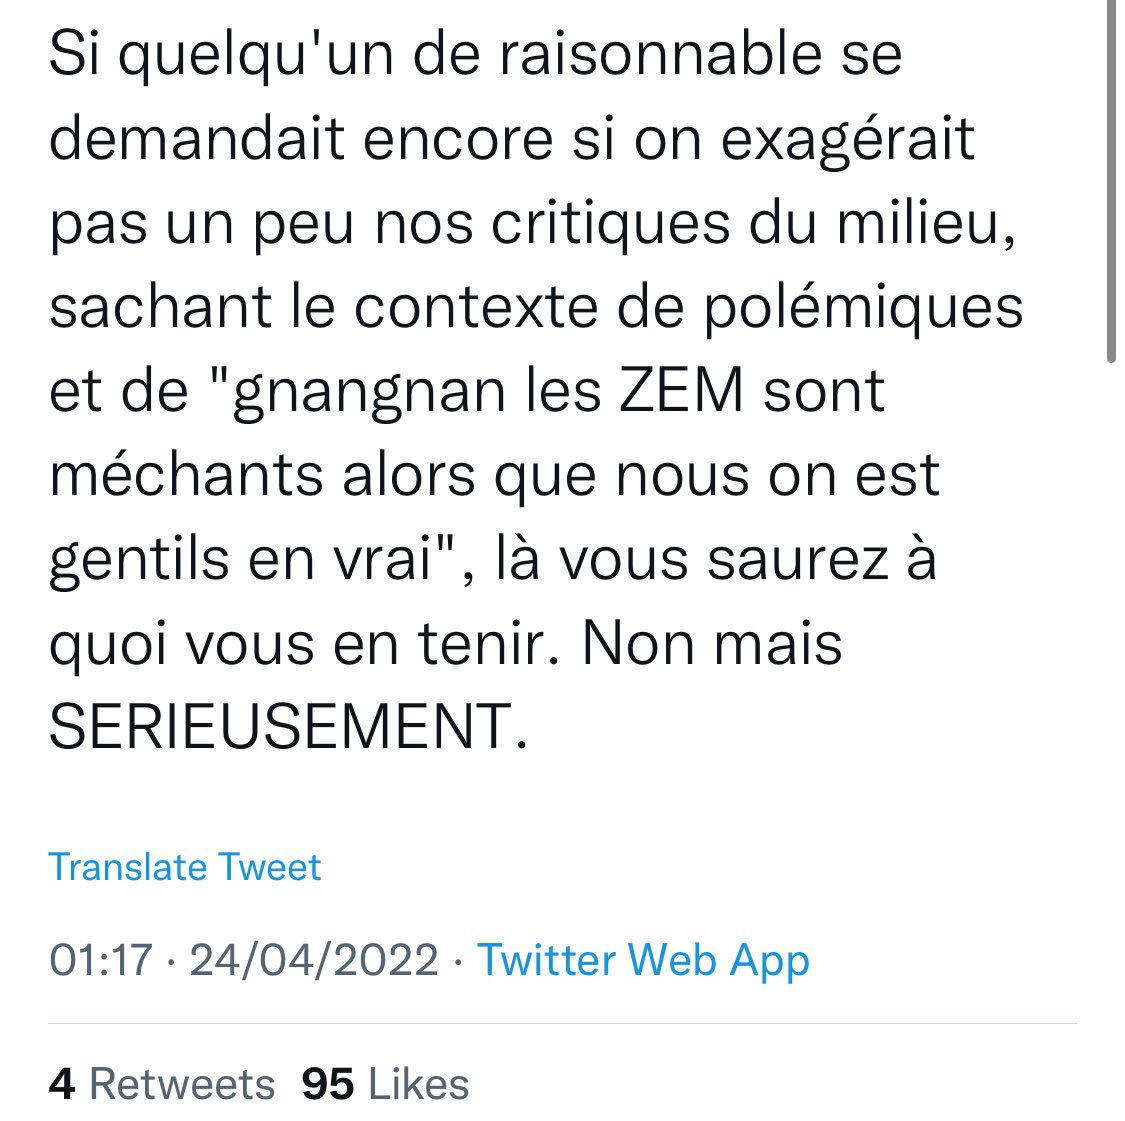 Si quelqu'un de raisonnable se
demandait encore si on exagérait
pas un peu nos critiques du milieu,
sachant le contexte de polémiques
et de "gnangnan les ZEM sont
méchants alors que nous on est
gentils en vrai", là vous saurez à
quoi vous en tenir. Non mais
SERIEUSEMENT.
Translate Tweet
01:17 · 24/04/2022 · Twitter Web App
4 Retweets 95 Likes